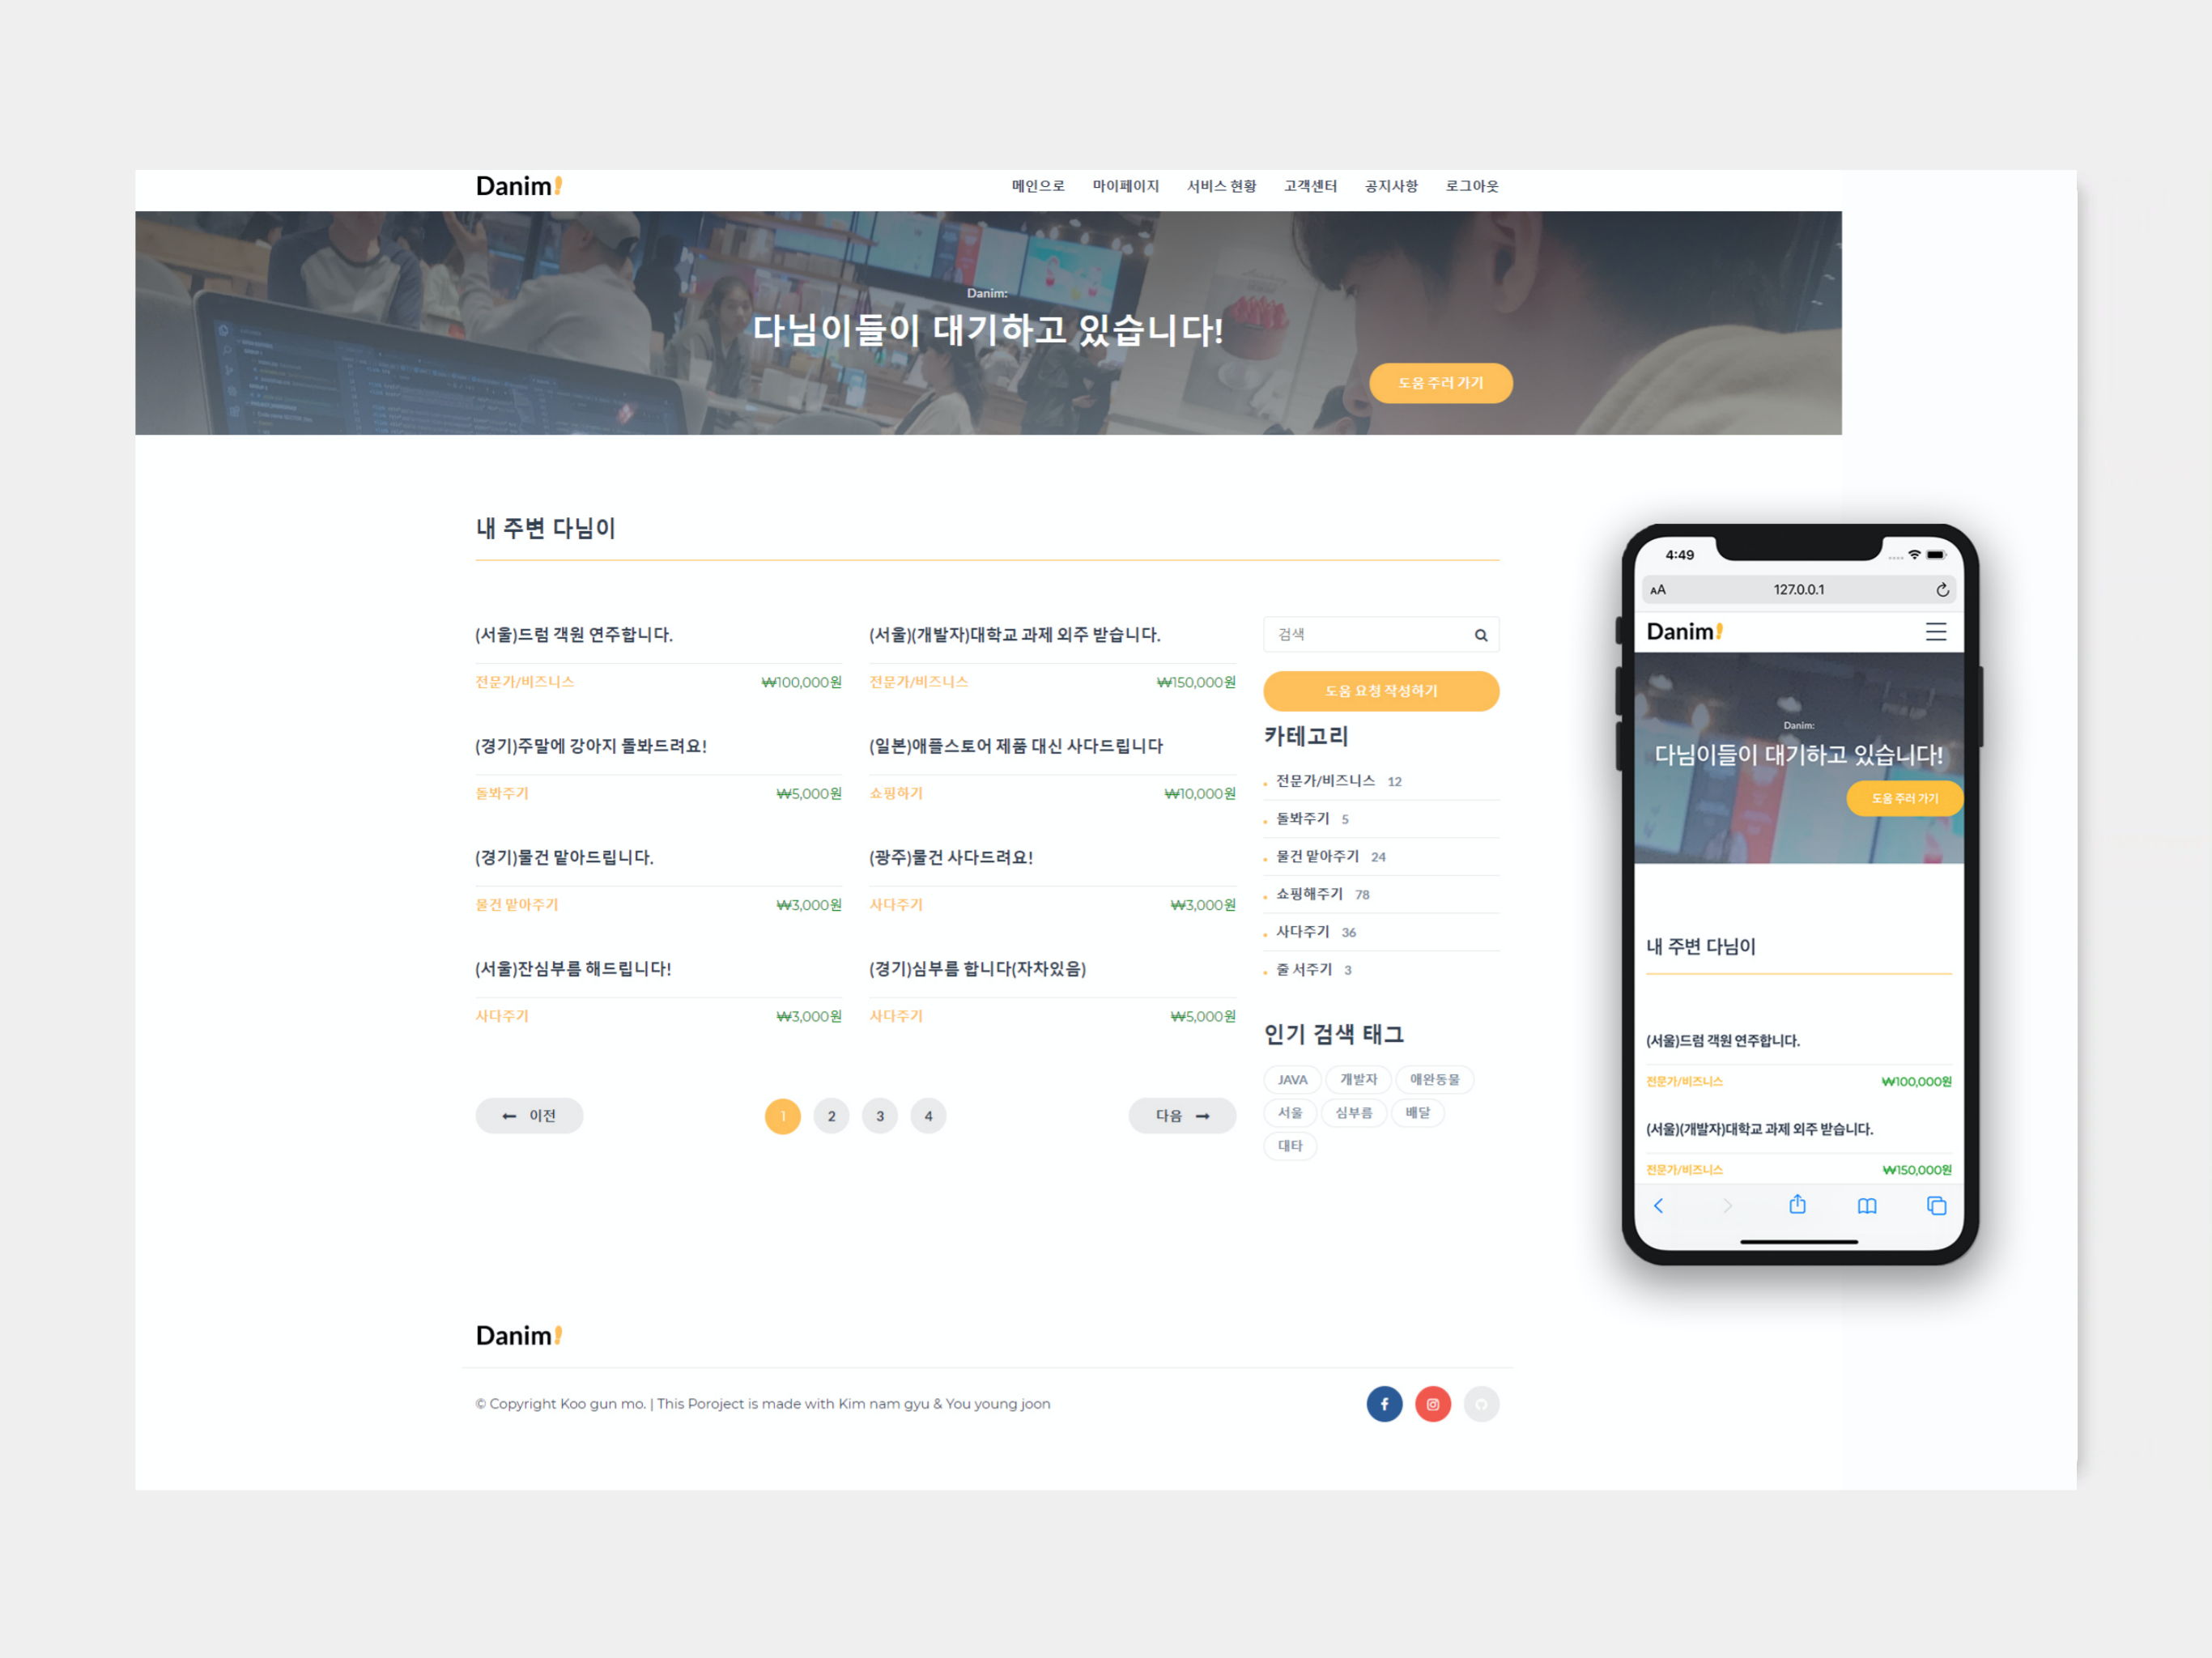 Danim!
메인으로 마이페이지 서비스 현황 고객센터 공지사항 로그아웃
Danim:
다님이들이 대기하고 있습니다!
도움 주러 가기
내 주변 다님이
(서울)드럼 객원 연주합니다.
전문가/비즈니스 ₩100,000원
(서울)(개발자)대학교 과제 외주 받습니다.
전문가/비즈니스 ₩150,000원
(경기)주말에 강아지 돌봐드려요!
돌봐주기 ₩5,000원
(일본)애플스토어 제품 대신 사다드립니다
쇼핑하기 ₩10,000원
(경기)물건 맡아드립니다.
물건 맡아주기 ₩3,000원
(광주)물건 사다드려요!
사다주기 ₩3,000원
(서울)잔심부름 해드립니다!
사다주기 ₩3,000원
(경기)심부름 합니다(자차있음)
사다주기 ₩5,000원
← 이전 1 2 3 4 다음 →
검색
도움 요청 작성하기
카테고리
전문가/비즈니스 12
돌봐주기 5
물건 맡아주기 24
쇼핑해주기 78
사다주기 36
줄 서주기 3
인기 검색 태그
JAVA 개발자 애완동물
서울 심부름 배달
대타
Danim!
© Copyright Koo gun mo. | This Poroject is made with Kim nam gyu & You young joon
4:49
AA 127.0.0.1
Danim!
Danim:
다님이들이 대기하고 있습니다!
도움 주러 가기
내 주변 다님이
(서울)드럼 객원 연주합니다.
전문가/비즈니스 ₩100,000원
(서울)(개발자)대학교 과제 외주 받습니다.
전문가/비즈니스 ₩150,000원